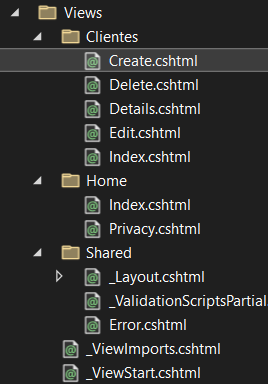 Views
Clientes
Create.cshtml
Delete.cshtml
Details.cshtml
Edit.cshtml
Index.cshtml
Home
Index.cshtml
Privacy.cshtml
Shared
_Layout.cshtml
_ValidationScriptsPartial.
Error.cshtml
_ViewImports.cshtml
_ViewStart.cshtml